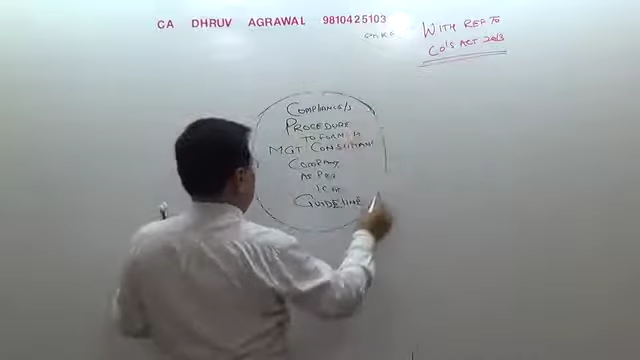 CA DHRUV AGRAWAL 9810425103
WITH REF TO
CO'S ACT 2013
COMPLIANCE/S
PROCEDURE
TO FORM A
MGT CONSULTANT
COMPANY
AS PER
GUIDELINE